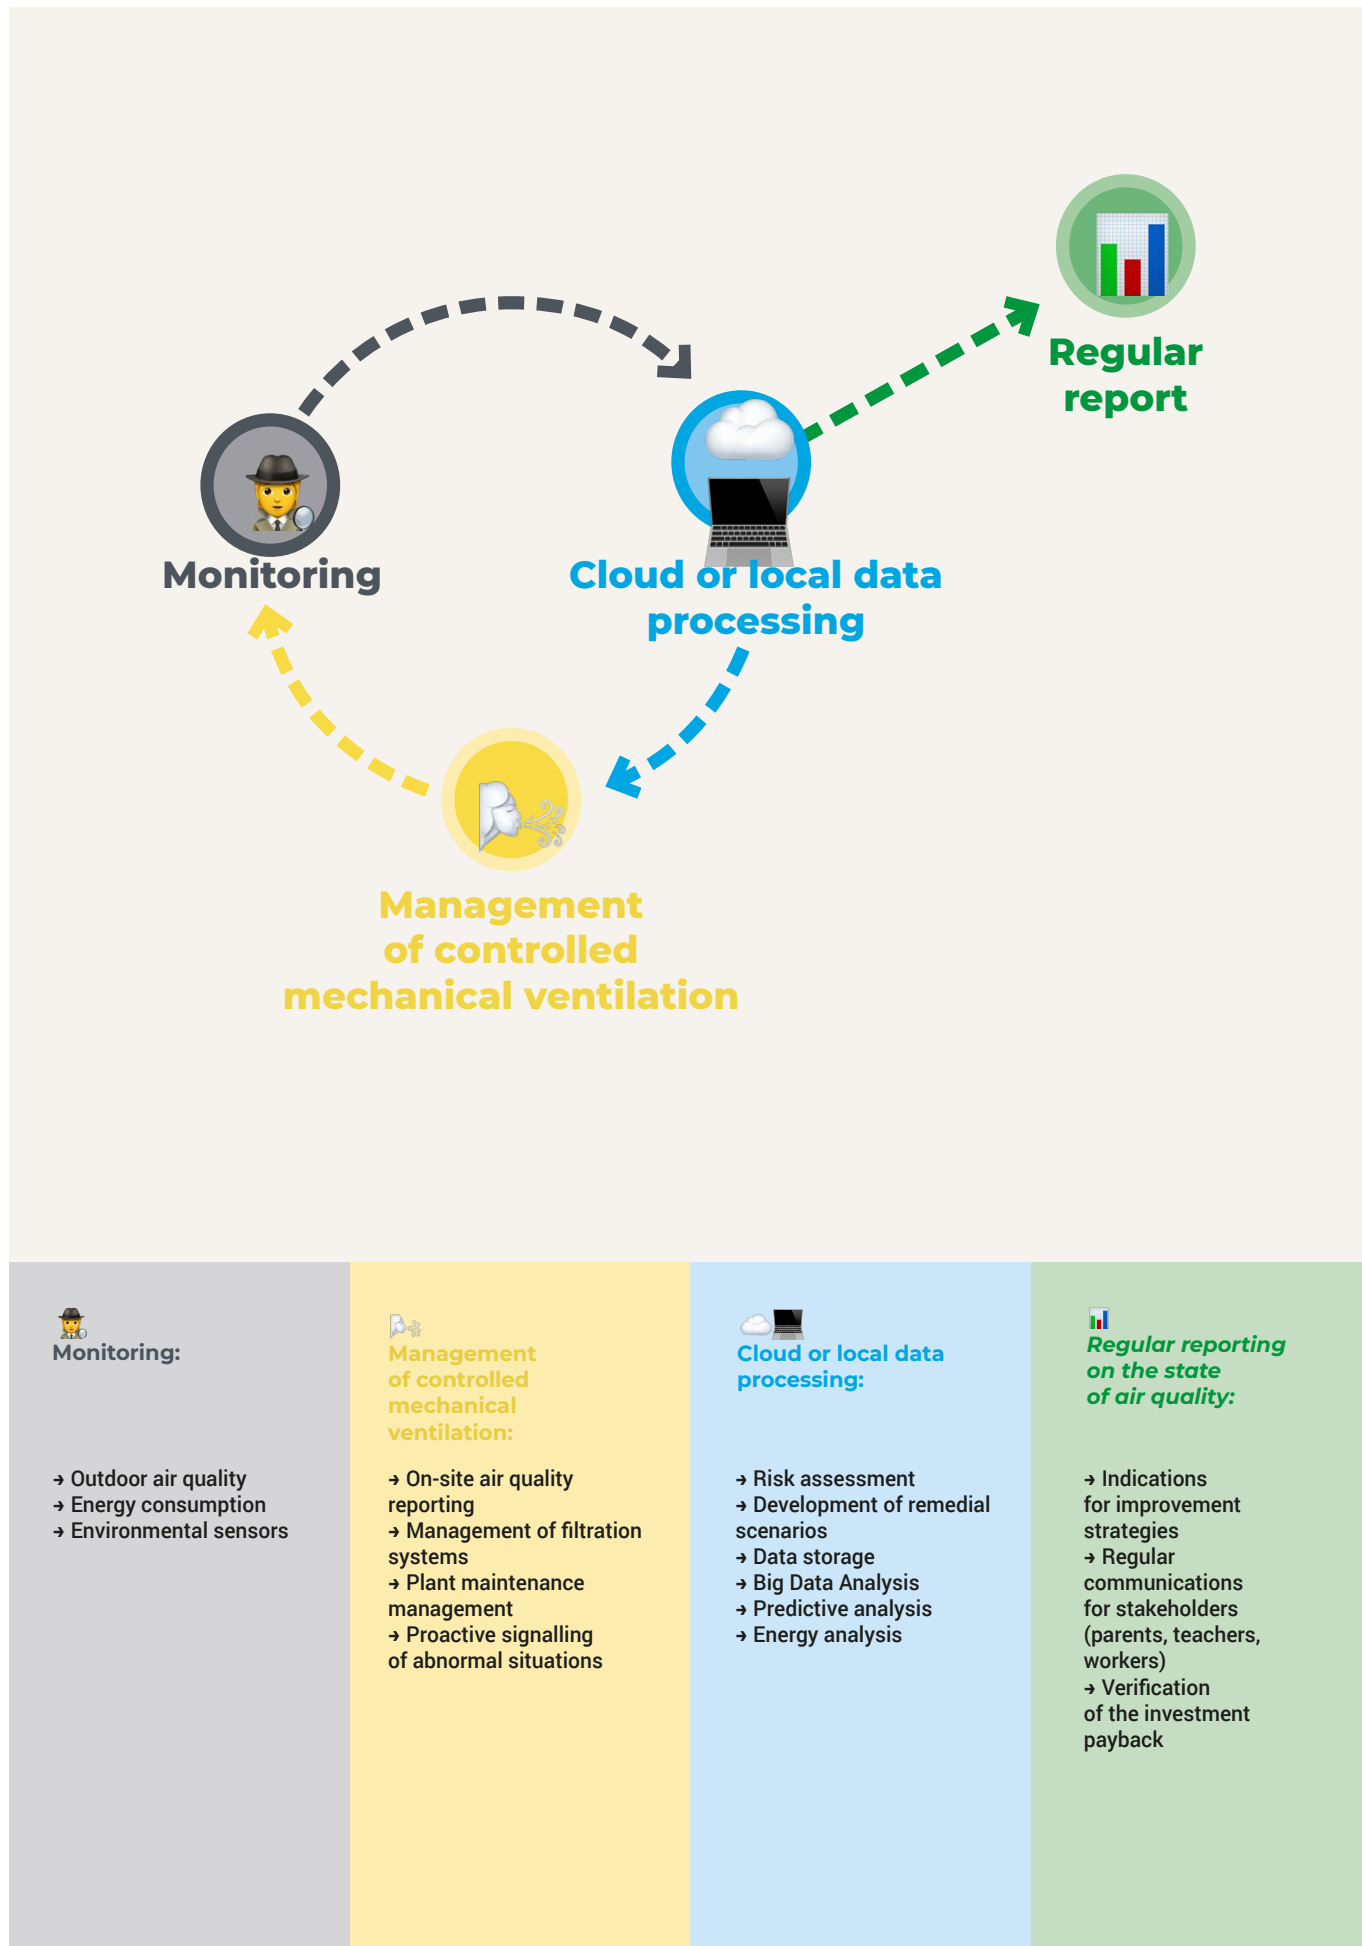 Regular
report
Monitoring
Cloud or local data
processing
Management
of controlled
mechanical ventilation
Monitoring:
→ Outdoor air quality
→ Energy consumption
→ Environmental sensors
Management
of controlled
mechanical
ventilation:
→ On-site air quality
reporting
→ Management of filtration
systems
→ Plant maintenance
management
→ Proactive signalling
of abnormal situations
Cloud or local data
processing:
→ Risk assessment
→ Development of remedial
scenarios
→ Data storage
→ Big Data Analysis
→ Predictive analysis
→ Energy analysis
Regular reporting
on the state
of air quality:
→ Indications
for improvement
strategies
→ Regular
communications
for stakeholders
(parents, teachers,
workers)
→ Verification
of the investment
payback